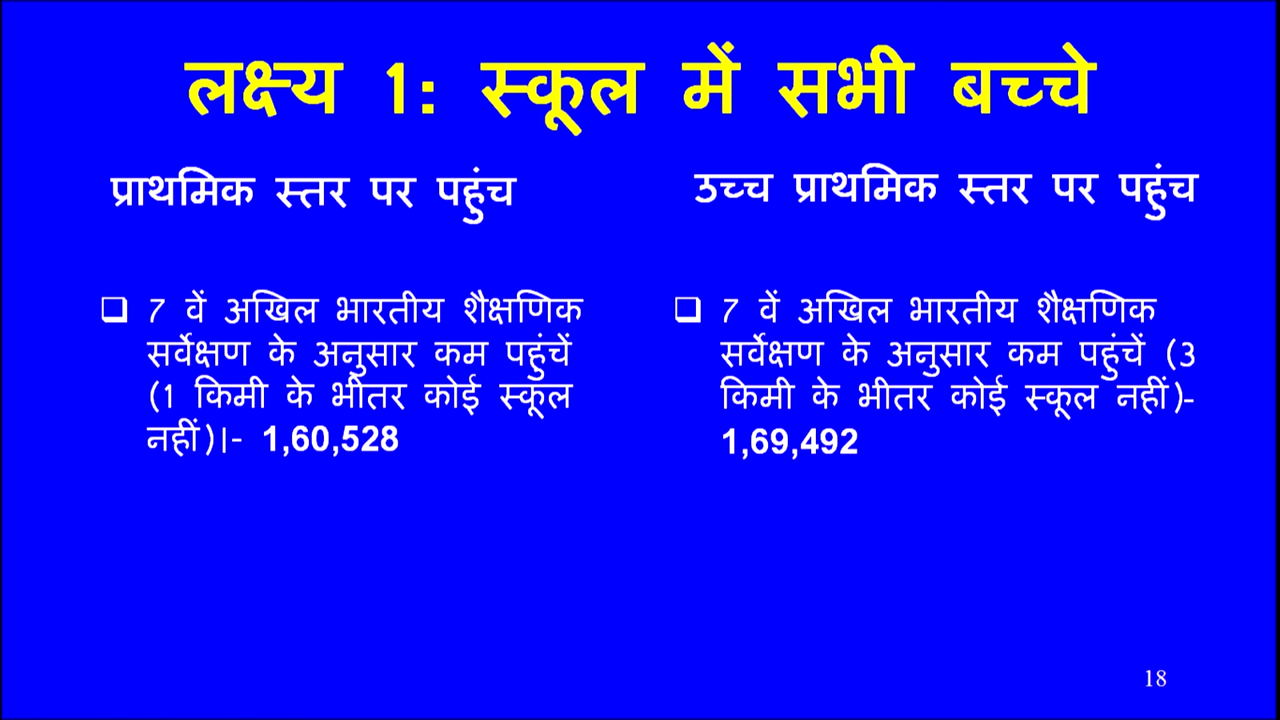 लक्ष्य 1: स्कूल में सभी बच्चे
प्राथमिक स्तर पर पहुंच
❑ 7 वें अखिल भारतीय शैक्षणिक
सर्वेक्षण के अनुसार कम पहुंचें
(1 किमी के भीतर कोई स्कूल
नहीं)।- 1,60,528
उच्च प्राथमिक स्तर पर पहुंच
❑ 7 वें अखिल भारतीय शैक्षणिक
सर्वेक्षण के अनुसार कम पहुंचें (3
किमी के भीतर कोई स्कूल नहीं)-
1,69,492
18